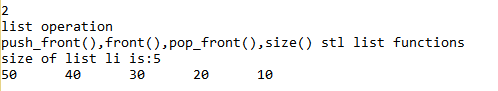 2
list operation
push_front(),front(),pop_front(),size() stl list functions
size of list li is:5
50 40 30 20 10